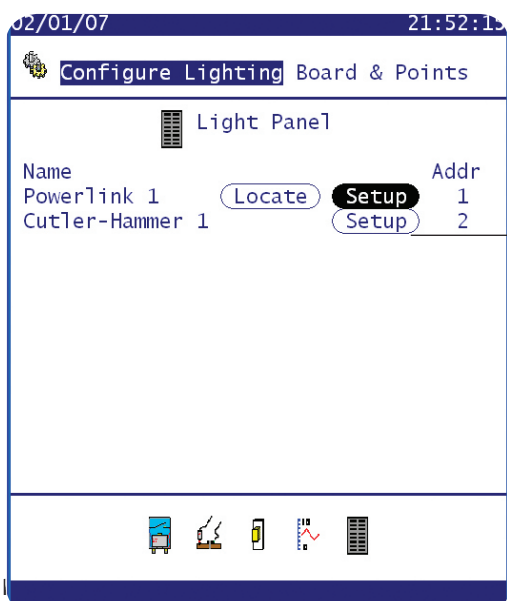 02/01/07 21:52:15
Configure Lighting Board & Points
Light Panel
Name Addr
Powerlink 1 Locate Setup 1
Cutler-Hammer 1 Setup 2